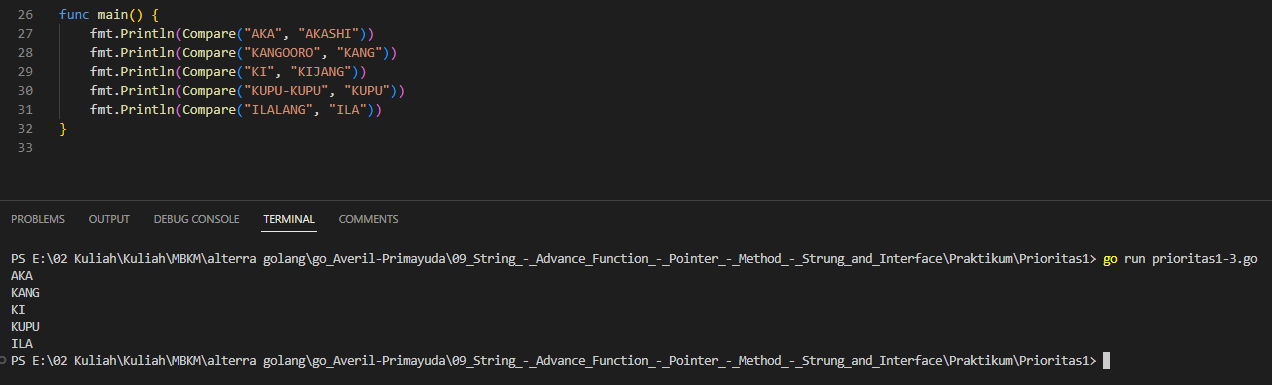 26 func main() {
27 fmt.Println(Compare("AKA", "AKASHI"))
28 fmt.Println(Compare("KANGOORO", "KANG"))
29 fmt.Println(Compare("KI", "KIJANG"))
30 fmt.Println(Compare("KUPU-KUPU", "KUPU"))
31 fmt.Println(Compare("ILALANG", "ILA"))
32 }
33
PROBLEMS OUTPUT DEBUG CONSOLE TERMINAL COMMENTS
PS E:\02 Kuliah\Kuliah\MBKM\alterra golang\go_Averil-Primayuda\09_String_-_Advance_Function_-_Pointer_-_Method_-_Strung_and_Interface\Praktikum\Prioritas1> go run prioritas1-3.go
AKA
KANG
KI
KUPU
ILA
PS E:\02 Kuliah\Kuliah\MBKM\alterra golang\go_Averil-Primayuda\09_String_-_Advance_Function_-_Pointer_-_Method_-_Strung_and_Interface\Praktikum\Prioritas1>